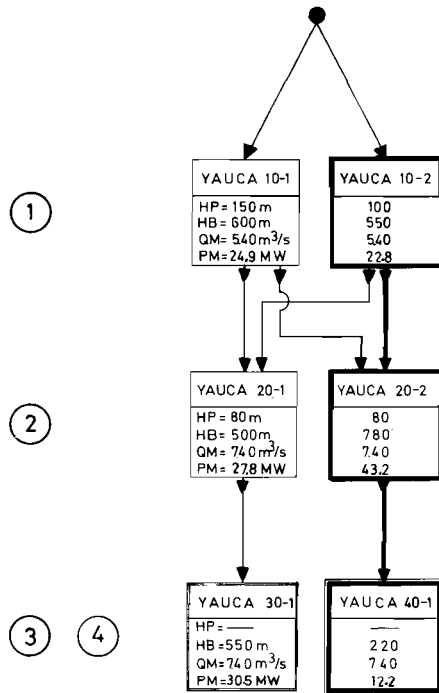 YAUCA 10-1
HP= 150 m
HB= 600 m
QM= 5.40 m³/s
PM= 24.9 MW
YAUCA 10-2
100
550
5.40
22.8
1
YAUCA 20-1
HP= 80 m
HB= 500 m
QM= 7.40 m³/s
PM= 27.8 MW
YAUCA 20-2
80
780
7.40
43.2
2
YAUCA 30-1
HP= —
HB= 550 m
QM= 7.40 m³/s
PM= 30.5 MW
YAUCA 40-1
—
220
7.40
12.2
3 4